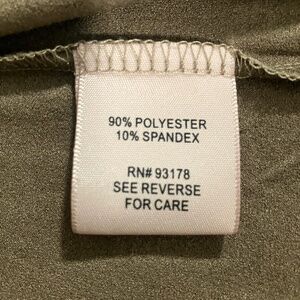 90% POLYESTER
10% SPANDEX
RN# 93178
SEE REVERSE
FOR CARE